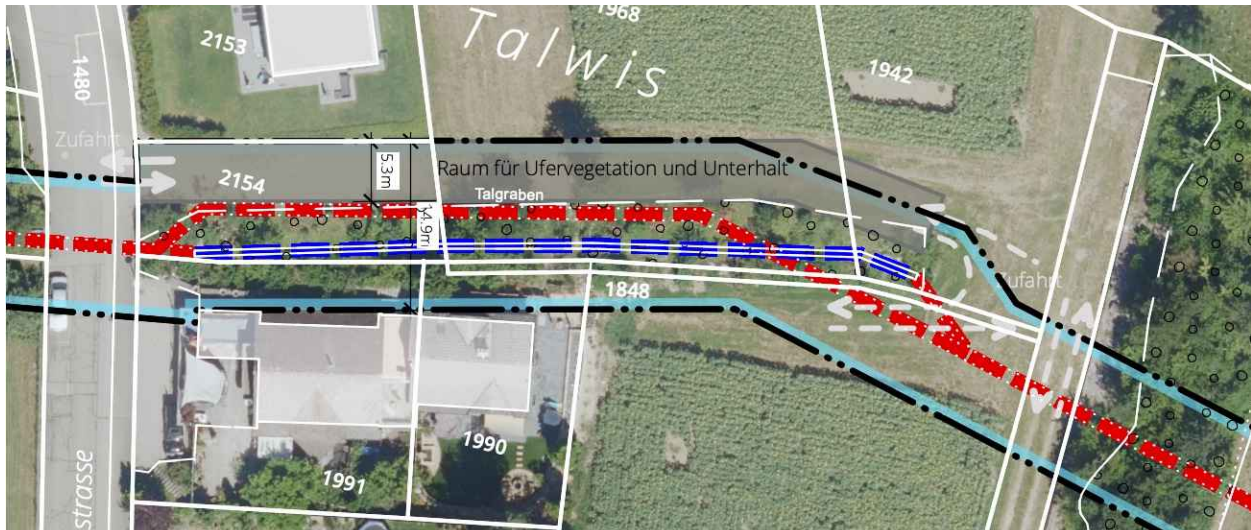 1968
2153
Talwis
1942
1480
Zufahrt
5.3m
Raum für Ufervegetation und Unterhalt
2154
Talgraben
14.9m
Zufahrt
1848
1990
1991
strasse